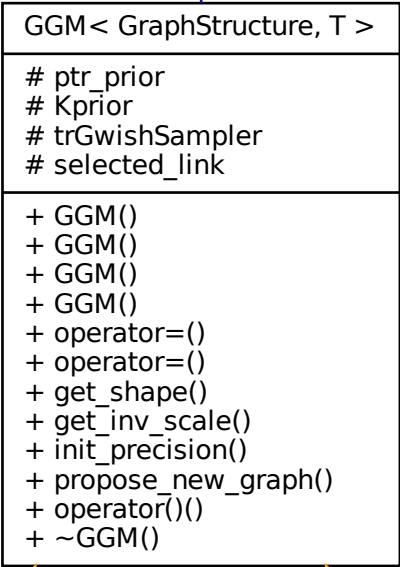 GGM< GraphStructure, T >
# ptr_prior
# Kprior
# trGwishSampler
# selected_link
+ GGM()
+ GGM()
+ GGM()
+ GGM()
+ operator=()
+ operator=()
+ get_shape()
+ get_inv_scale()
+ init_precision()
+ propose_new_graph()
+ operator()()
+ ~GGM()